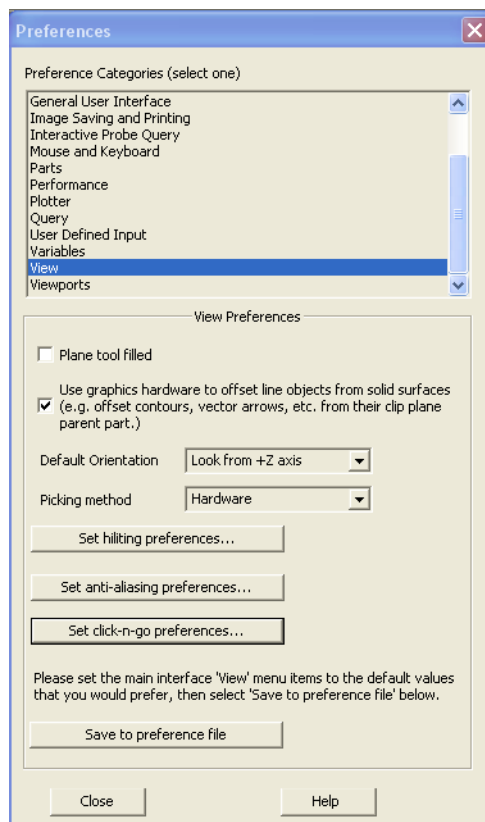 Preferences
Preference Categories (select one)
General User Interface
Image Saving and Printing
Interactive Probe Query
Mouse and Keyboard
Parts
Performance
Plotter
Query
User Defined Input
Variables
View
Viewports
View Preferences
Plane tool filled
Use graphics hardware to offset line objects from solid surfaces
(e.g. offset contours, vector arrows, etc. from their clip plane
parent part.)
Default Orientation Look from +Z axis
Picking method Hardware
Set hiliting preferences...
Set anti-aliasing preferences...
Set click-n-go preferences...
Please set the main interface 'View' menu items to the default values
that you would prefer, then select 'Save to preference file' below.
Save to preference file
Close Help